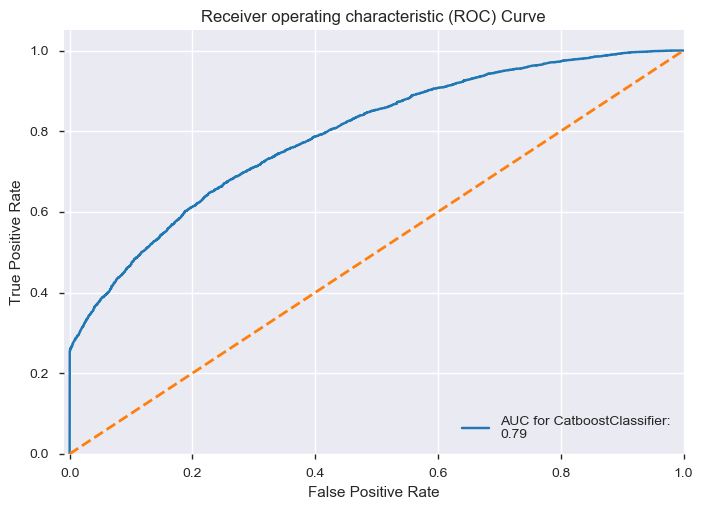 Receiver operating characteristic (ROC) Curve
1.0
0.8
0.6
0.4
0.2
0.0
True Positive Rate
AUC for CatboostClassifier:
0.79
0.0 0.2 0.4 0.6 0.8 1.0
False Positive Rate